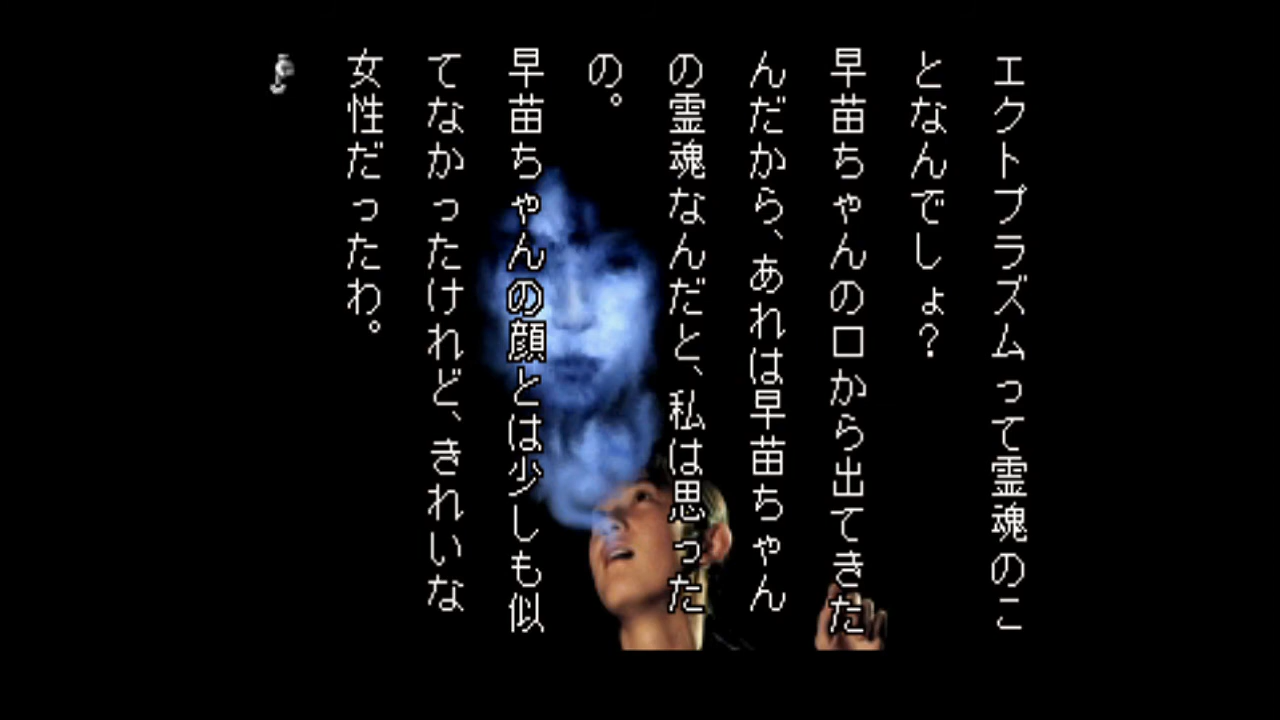 エクトプラズムって霊魂のこ
となんでしょ？
早苗ちゃんの口から出てきた
んだから、あれは早苗ちゃん
の霊魂なんだと、私は思った
の。
早苗ちゃんの顔とは少しも似
てなかったけれど、きれいな
女性だったわ。